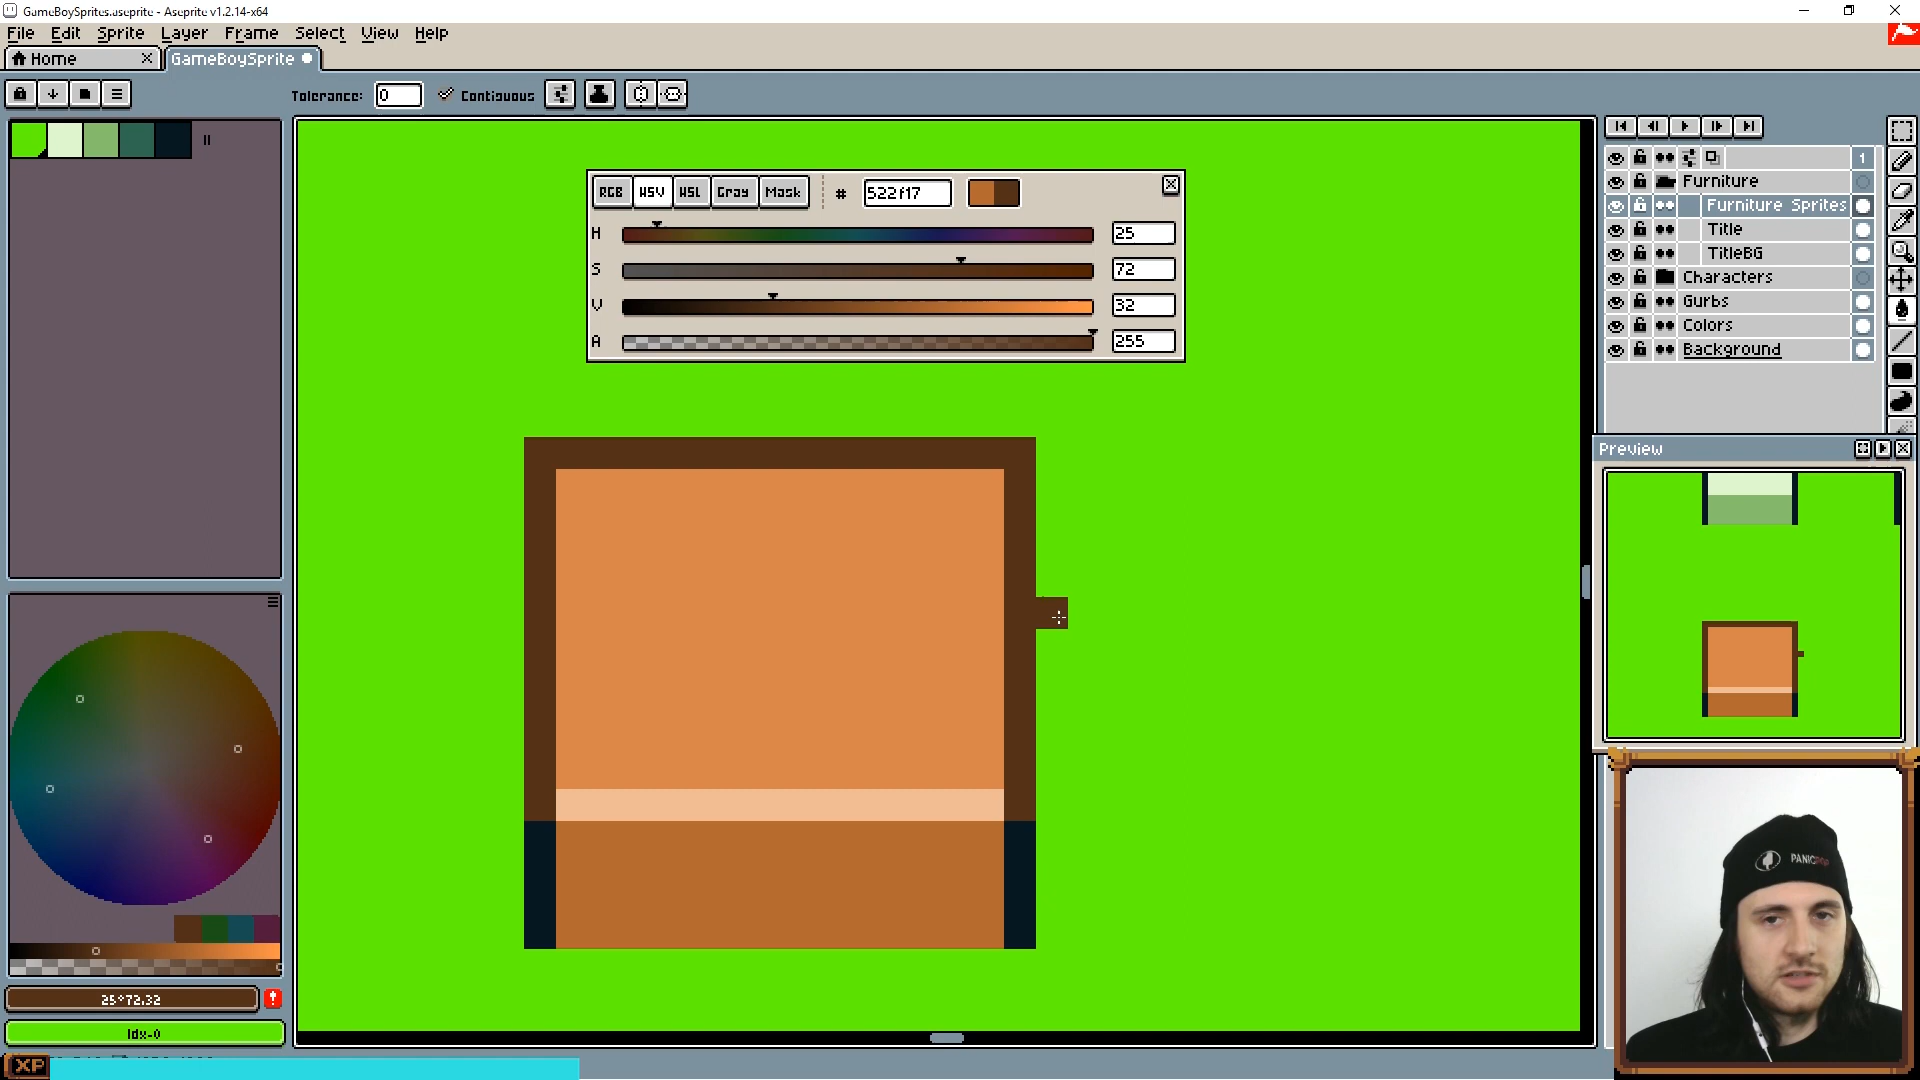 GameBoySprites.aseprite - Aseprite v1.2.14-x64
File Edit Sprite Layer Frame Select View Help
Home
GameBoySprite
Tolerance: 0 Contiguous
1
RGB HSV HSL Gray Mask # 522f17
H 25
S 72
V 32
A 255
Furniture
Furniture Sprites
Title
TitleBG
Characters
Gurbs
Colors
Background
Preview
PANIC
25°72.32
!
Idx-0
XP